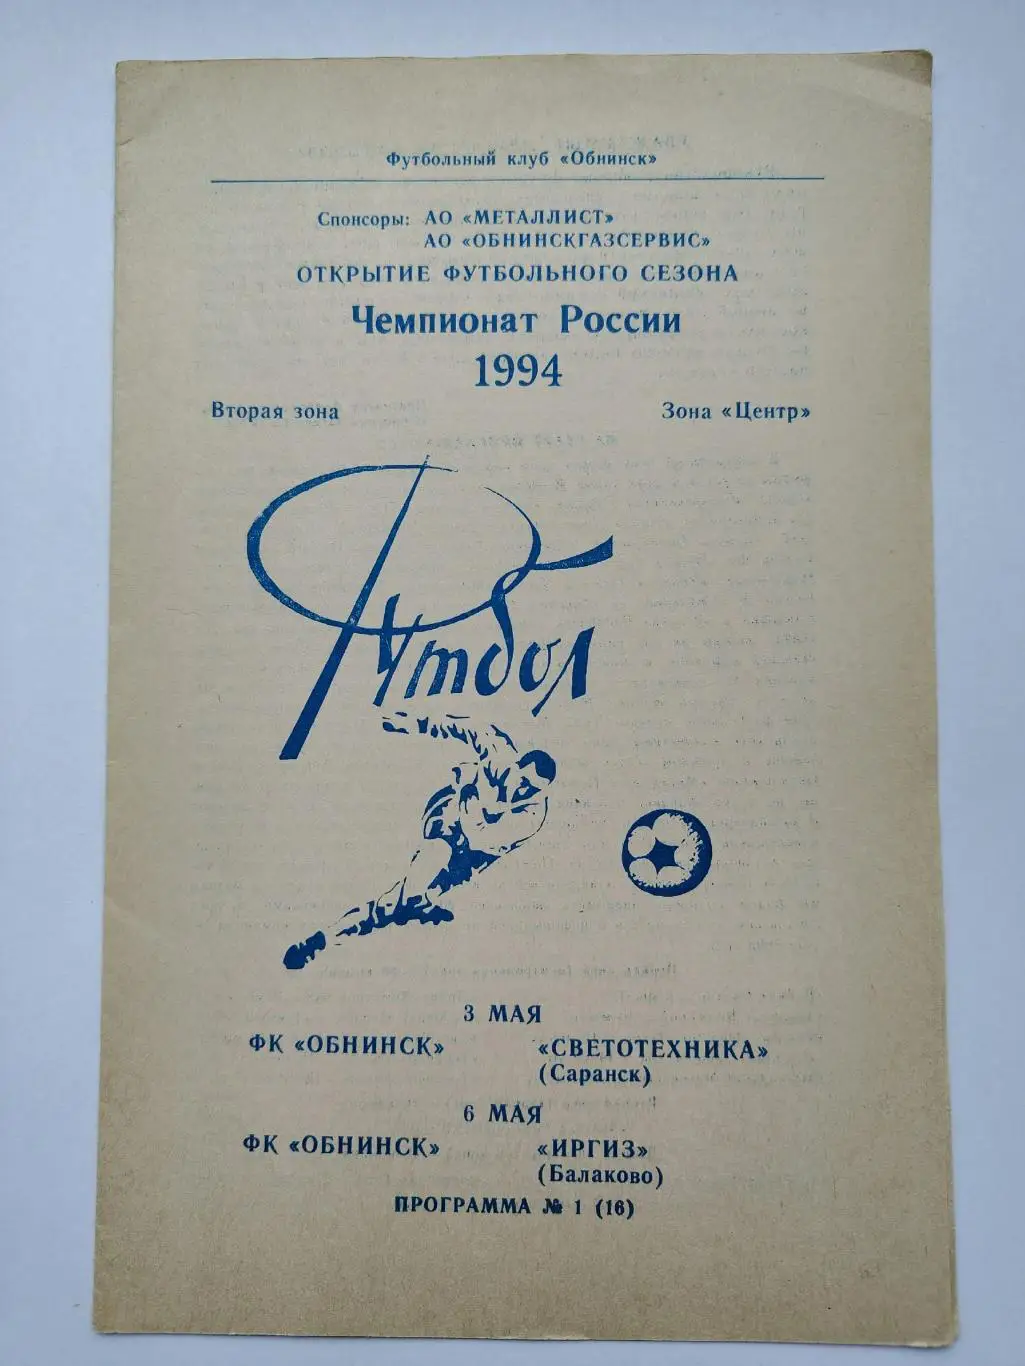 Футбольный клуб «Обнинск»
Спонсоры: АО «МЕТАЛЛИСТ»
АО «ОБНИНСКГАЗСЕРВИС»
ОТКРЫТИЕ ФУТБОЛЬНОГО СЕЗОНА
Чемпионат России
1994
Вторая зона Зона «Центр»
Футбол
3 МАЯ
ФК «ОБНИНСК» «СВЕТОТЕХНИКА»
(Саранск)
6 МАЯ
ФК «ОБНИНСК» «ИРГИЗ»
(Балаково)
ПРОГРАММА № 1 (16)